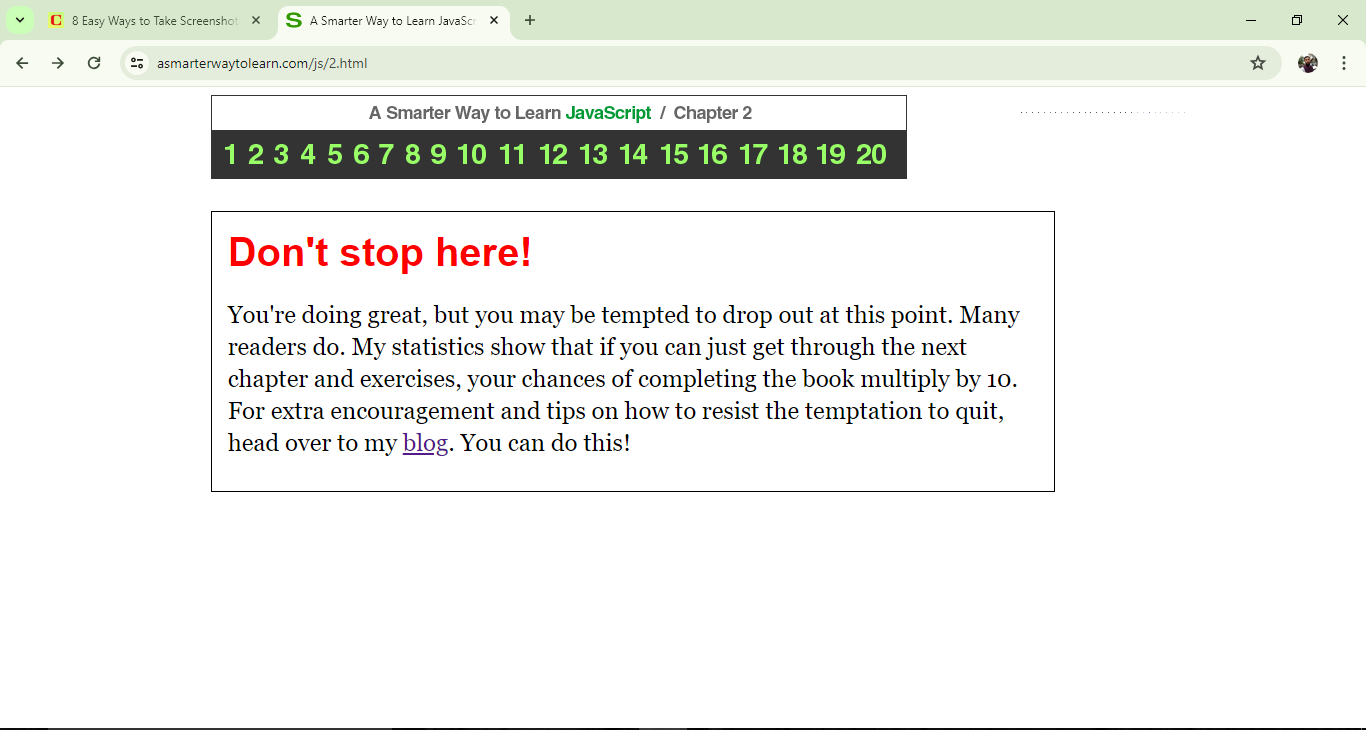 8 Easy Ways to Take Screenshot
A Smarter Way to Learn JavaScr
asmarterwaytolearn.com/js/2.html
A Smarter Way to Learn JavaScript / Chapter 2
1 2 3 4 5 6 7 8 9 10 11 12 13 14 15 16 17 18 19 20
Don't stop here!
You're doing great, but you may be tempted to drop out at this point. Many
readers do. My statistics show that if you can just get through the next
chapter and exercises, your chances of completing the book multiply by 10.
For extra encouragement and tips on how to resist the temptation to quit,
head over to my blog. You can do this!